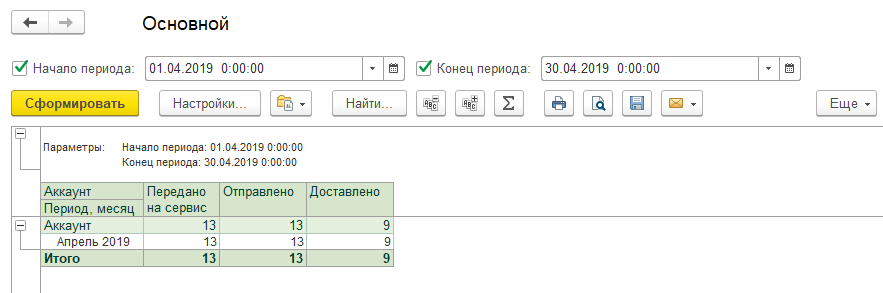 Основной
Начало периода: 01.04.2019 0:00:00 Конец периода: 30.04.2019 0:00:00
Сформировать Настройки... Найти... Еще
Параметры: Начало периода: 01.04.2019 0:00:00
Конец периода: 30.04.2019 0:00:00
Аккаунт Передано на сервис Отправлено Доставлено
Период, месяц
Аккаунт 13 13 9
Апрель 2019 13 13 9
Итого 13 13 9